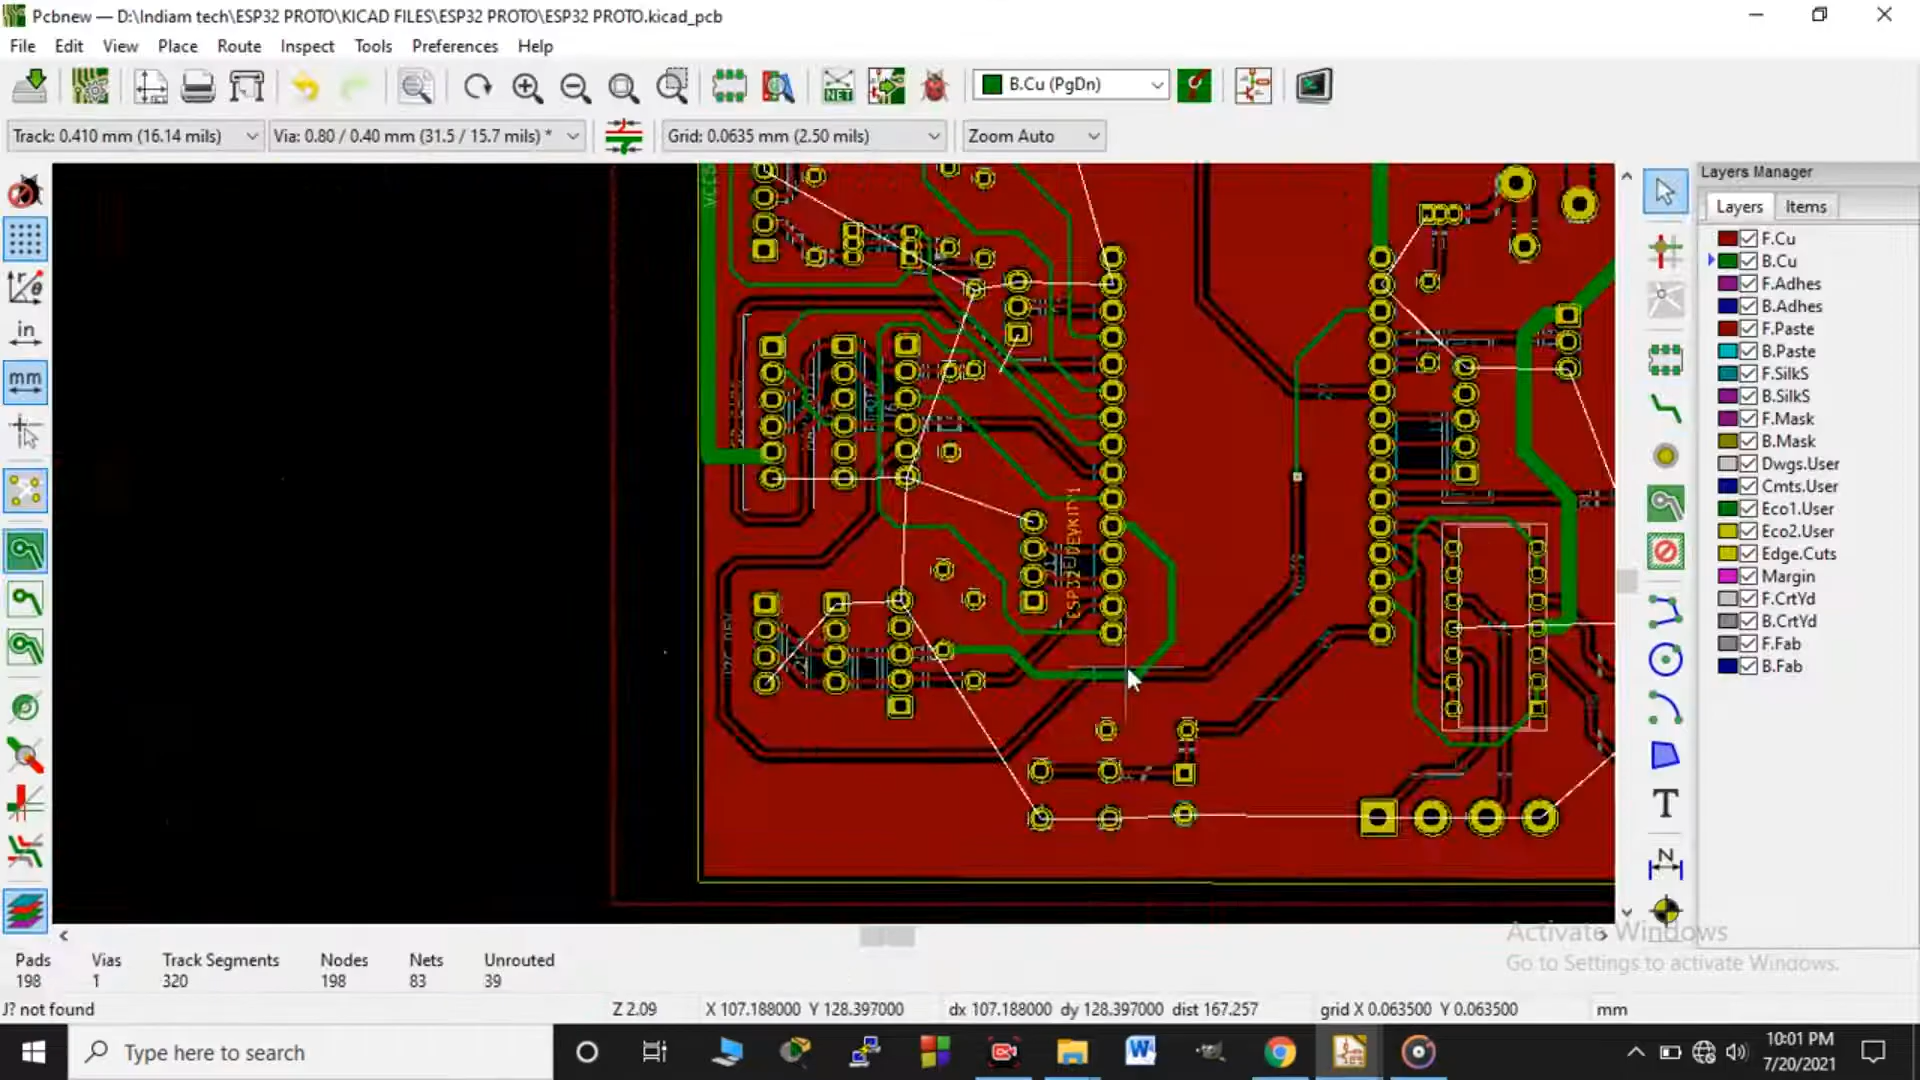 Pcbnew — D:\Indiam tech\ESP32 PROTO\KICAD FILES\ESP32 PROTO\ESP32 PROTO.kicad_pcb
File Edit View Place Route Inspect Tools Preferences Help
NET
B.Cu (PgDn)
Track: 0.410 mm (16.14 mils)
Via: 0.80 / 0.40 mm (31.5 / 15.7 mils) *
Grid: 0.0635 mm (2.50 mils)
Zoom Auto
in
mm
ESP32_DEVKITV1
Layers Manager
Layers Items
F.Cu
B.Cu
F.Adhes
B.Adhes
F.Paste
B.Paste
F.SilkS
B.SilkS
F.Mask
B.Mask
Dwgs.User
Cmts.User
Eco1.User
Eco2.User
Edge.Cuts
Margin
F.CrtYd
B.CrtYd
F.Fab
B.Fab
T
N
Activate Windows
Go to Settings to activate Windows.
Pads Vias Track Segments Nodes Nets Unrouted
198 1 320 198 83 39
J? not found
Z 2.09
X 107.188000 Y 128.397000
dx 107.188000 dy 128.397000 dist 167.257
grid X 0.063500 Y 0.063500
mm
Type here to search
W
10:01 PM
7/20/2021